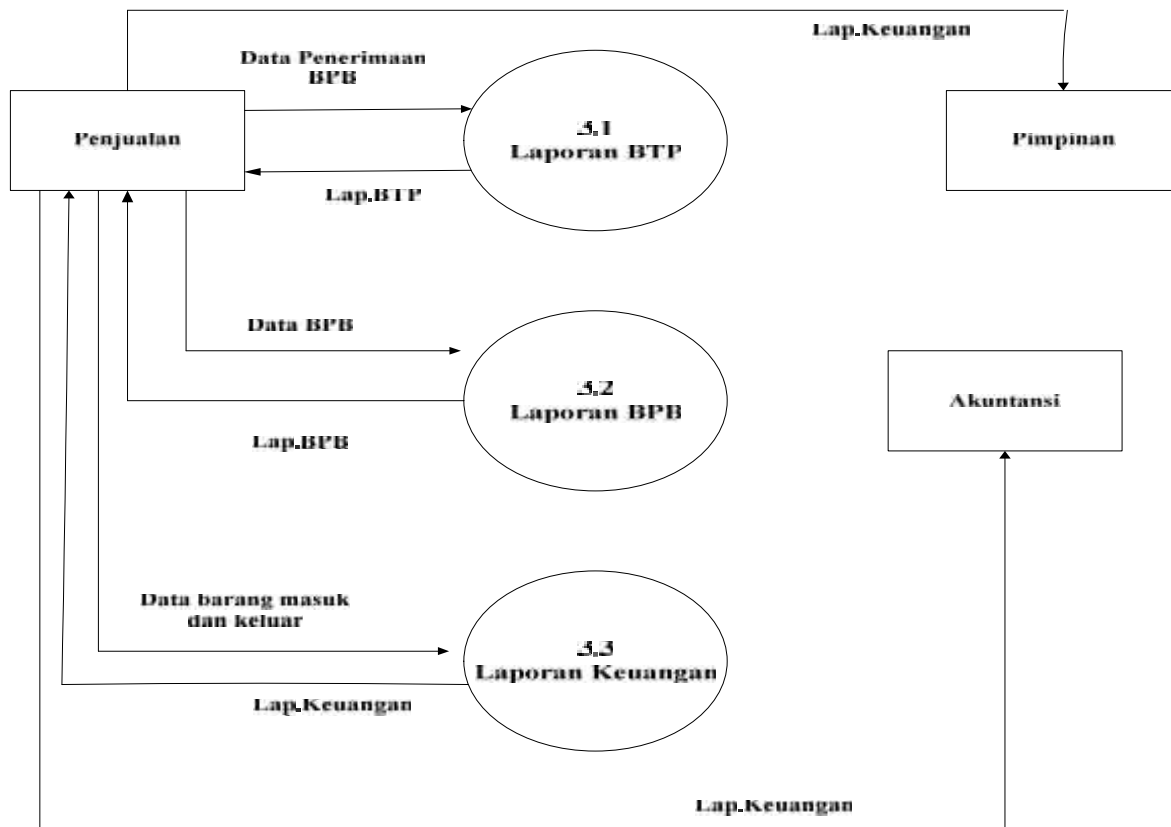 Lap.Keuangan
Data Penerimaan
BPB
Penjualan
3.1
Laporan BTP
Pimpinan
Lap.BTP
Data BPB
3.2
Laporan BPB
Akuntansi
Lap.BPB
Data barang masuk
dan keluar
3.3
Laporan Keuangan
Lap.Keuangan
Lap.Keuangan